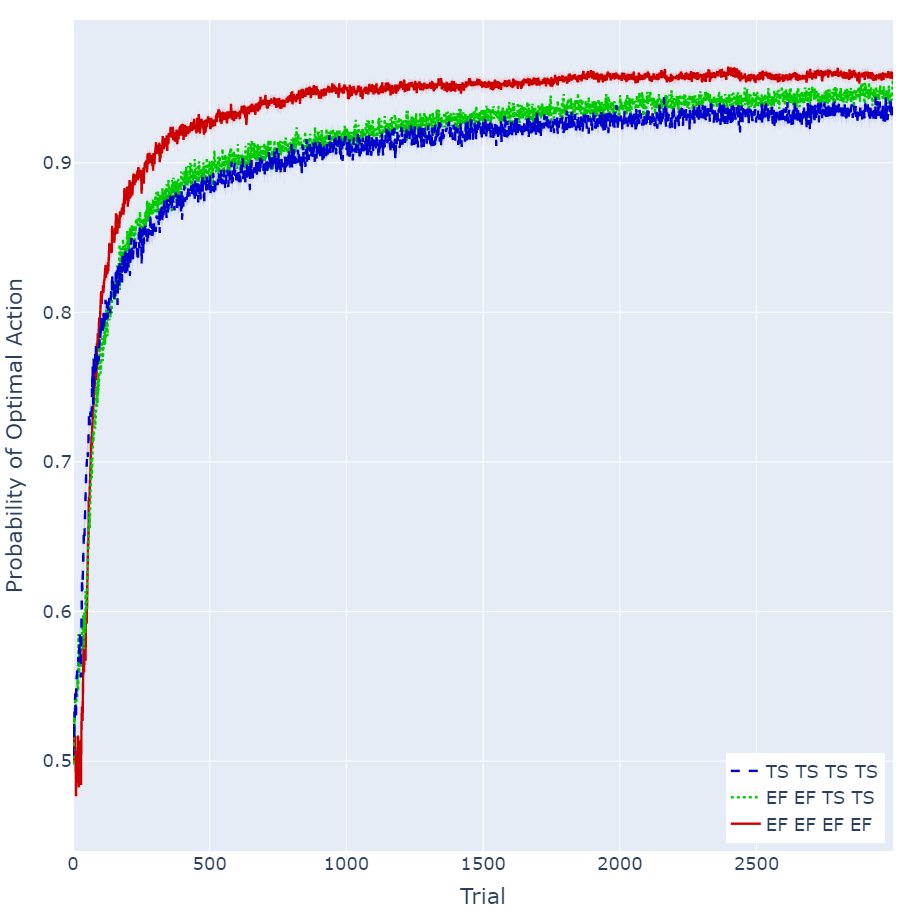 Probability of Optimal Action
0.9
0.8
0.7
0.6
0.5
0 500 1000 1500 2000 2500
Trial
TS TS TS TS
EF EF TS TS
EF EF EF EF